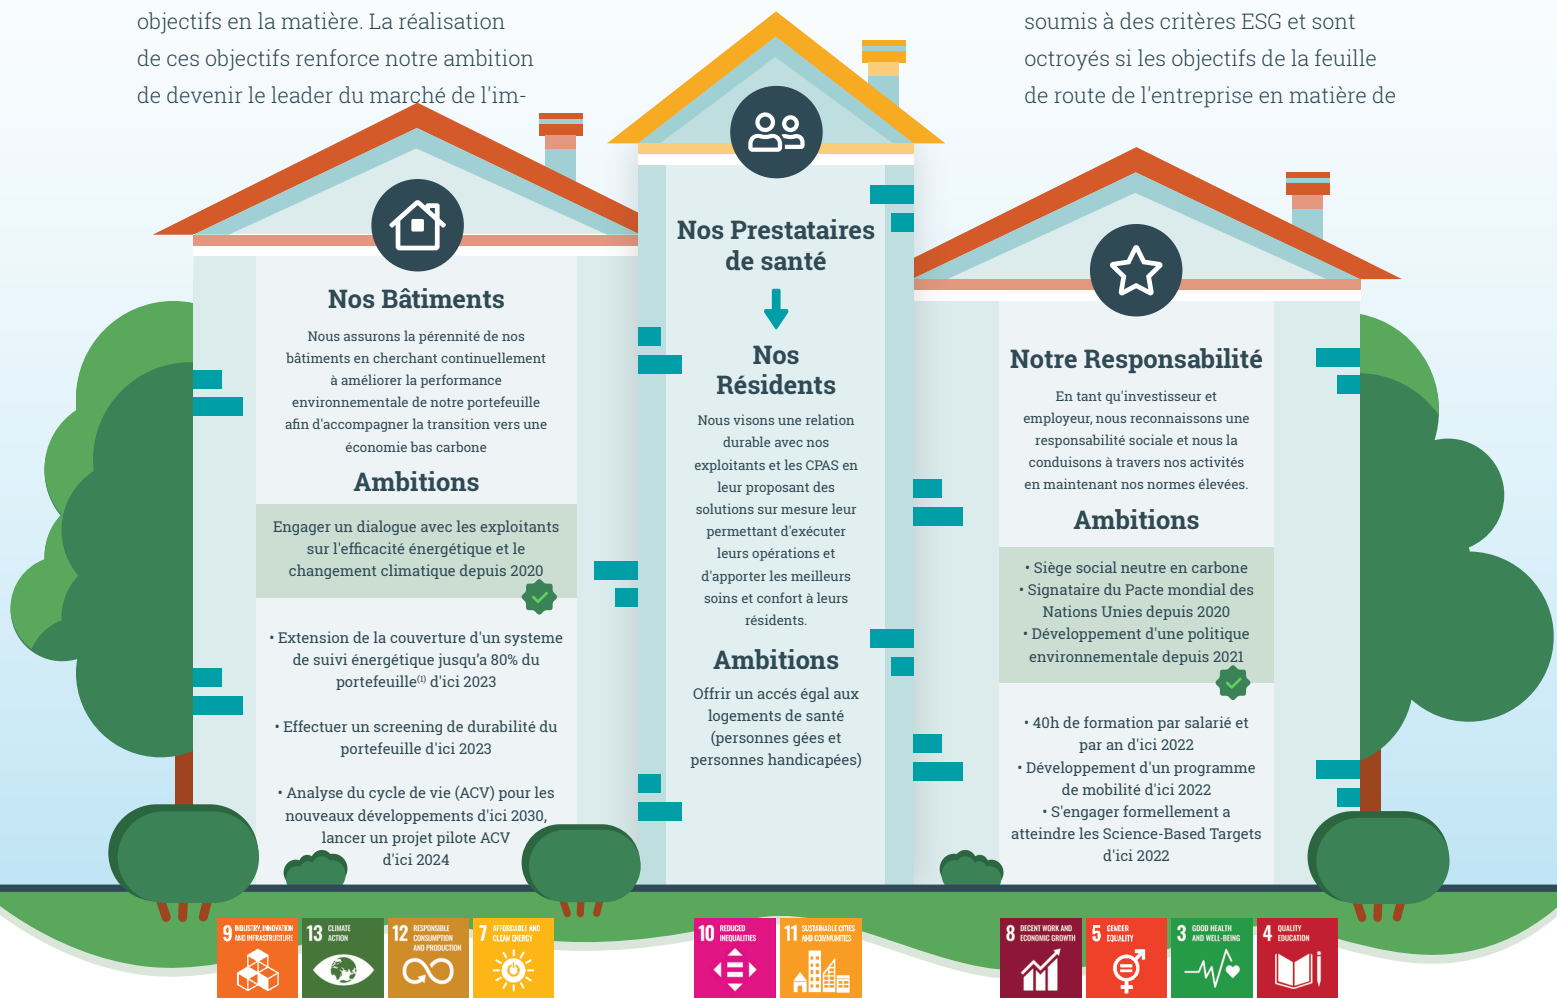 objectifs en la matière. La réalisation
de ces objectifs renforce notre ambition
de devenir le leader du marché de l'im-
soumis à des critères ESG et sont
octroyés si les objectifs de la feuille
de route de l'entreprise en matière de
Nos Bâtiments
Nous assurons la pérennité de nos
bâtiments en cherchant continuellement
à améliorer la performance
environnementale de notre portefeuille
afin d'accompagner la transition vers une
économie bas carbone
Ambitions
Engager un dialogue avec les exploitants
sur l'efficacité énergétique et le
changement climatique depuis 2020
• Extension de la couverture d'un systeme
de suivi énergétique jusqu'a 80% du
portefeuille(1) d'ici 2023
• Effectuer un screening de durabilité du
portefeuille d'ici 2023
• Analyse du cycle de vie (ACV) pour les
nouveaux développements d'ici 2030,
lancer un projet pilote ACV
d'ici 2024
Nos Prestataires
de santé
Nos
Résidents
Nous visons une relation
durable avec nos
exploitants et les CPAS en
leur proposant des
solutions sur mesure leur
permettant d'exécuter
leurs opérations et
d'apporter les meilleurs
soins et confort à leurs
résidents.
Ambitions
Offrir un accés égal aux
logements de santé
(personnes gées et
personnes handicapées)
Notre Responsabilité
En tant qu'investisseur et
employeur, nous reconnaissons une
responsabilité sociale et nous la
conduisons à travers nos activités
en maintenant nos normes élevées.
Ambitions
• Siège social neutre en carbone
• Signataire du Pacte mondial des
Nations Unies depuis 2020
• Développement d'une politique
environnementale depuis 2021
• 40h de formation par salarié et
par an d'ici 2022
• Développement d'un programme
de mobilité d'ici 2022
• S'engager formellement a
atteindre les Science-Based Targets
d'ici 2022
9 INDUSTRY, INNOVATION
AND INFRASTRUCTURE
13 CLIMATE
ACTION
12 RESPONSIBLE
CONSUMPTION
AND PRODUCTION
7 AFFORDABLE AND
CLEAN ENERGY
10 REDUCED
INEQUALITIES
11 SUSTAINABLE CITIES
AND COMMUNITIES
8 DECENT WORK AND
ECONOMIC GROWTH
5 GENDER
EQUALITY
3 GOOD HEALTH
AND WELL-BEING
4 QUALITY
EDUCATION